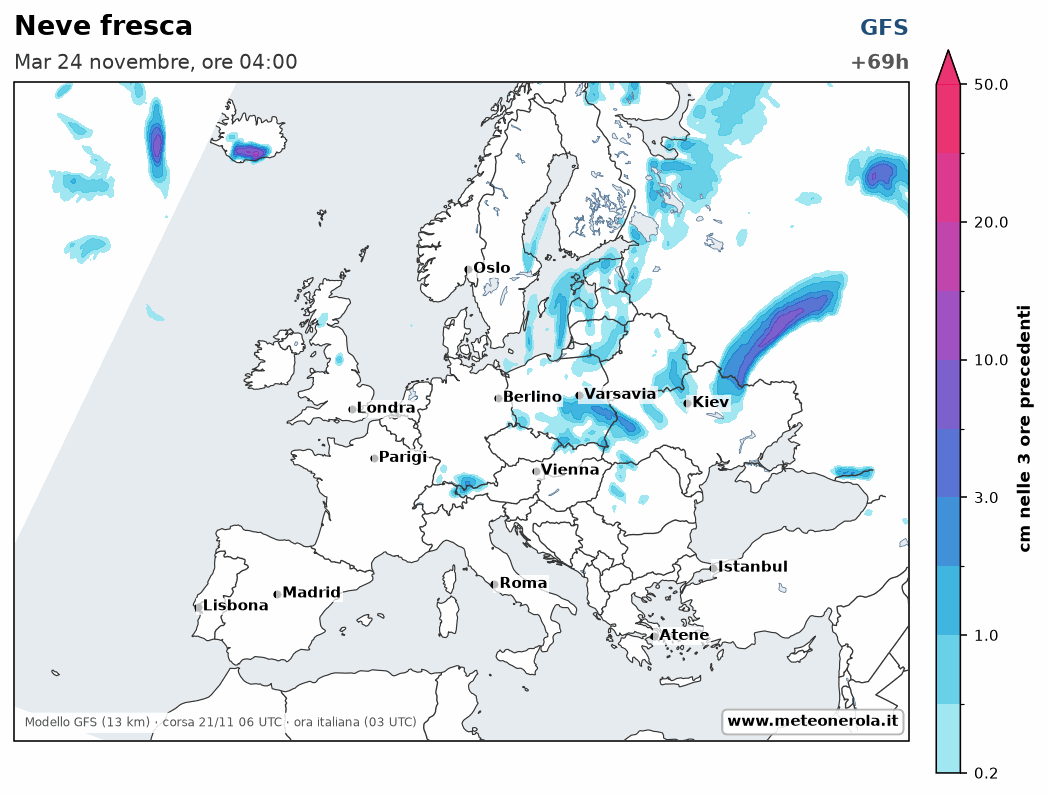 Neve fresca
GFS
Mar 24 novembre, ore 04:00
+69h
50.0
20.0
10.0
3.0
1.0
0.2
cm nelle 3 ore precedenti
Oslo
Berlino
Varsavia
Londra
Kiev
Parigi
Vienna
Istanbul
Roma
Madrid
Lisbona
Atene
Modello GFS (13 km) · corsa 21/11 06 UTC · ora italiana (03 UTC)
www.meteonerola.it